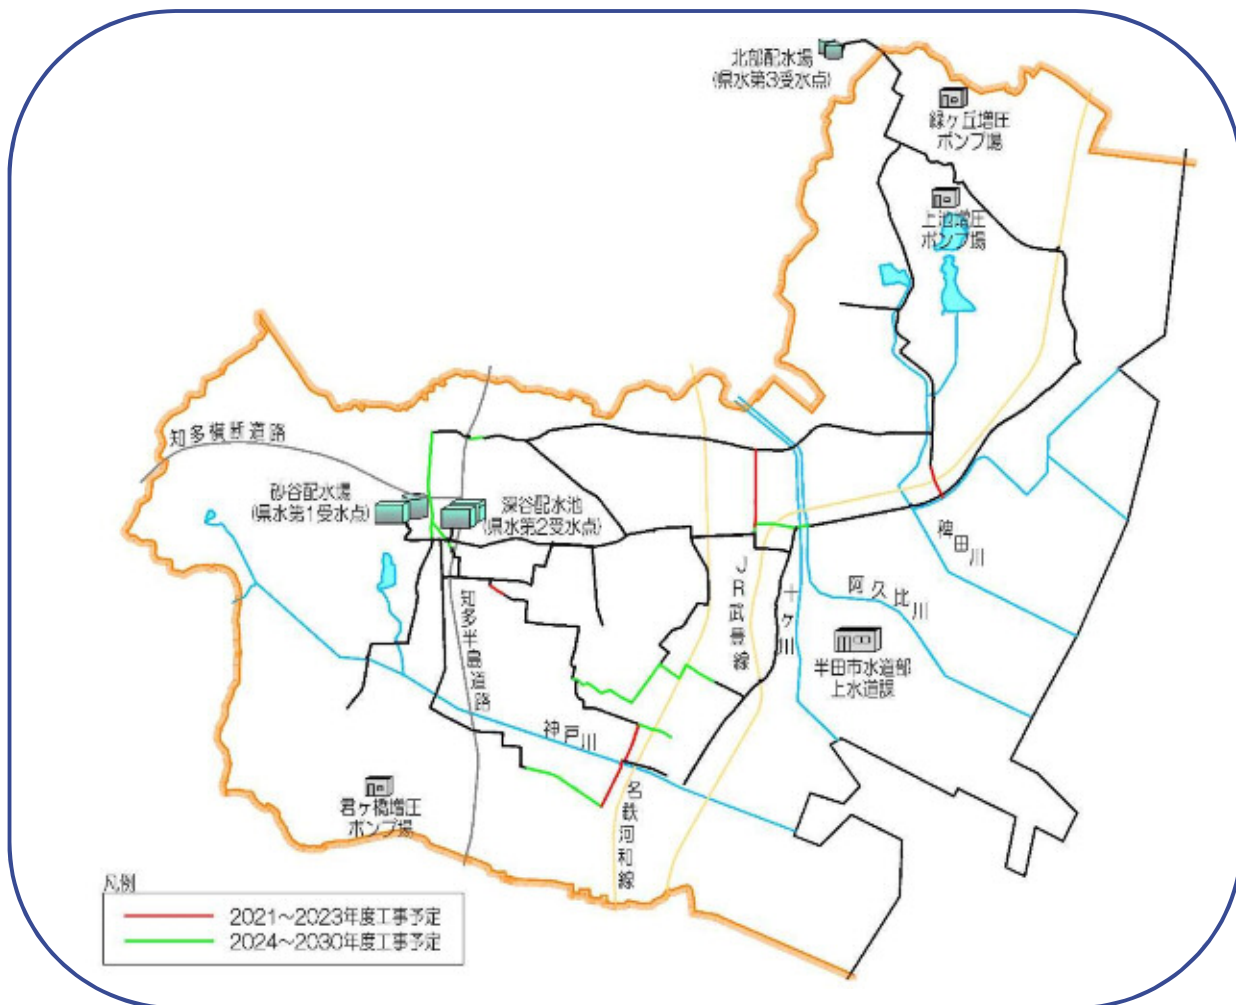 北部配水場
(県水第3受水点)
緑ヶ丘増圧
ポンプ場
上池増圧
ポンプ場
知多横断道路
砂谷配水場
(県水第1受水点)
深谷配水池
(県水第2受水点)
稗田川
JR武豊線
十ヶ川
阿久比川
知多半島道路
半田市水道部
上水道課
神戸川
君ヶ橋増圧
ポンプ場
名鉄河和線
凡例
2021~2023年度工事予定
2024~2030年度工事予定